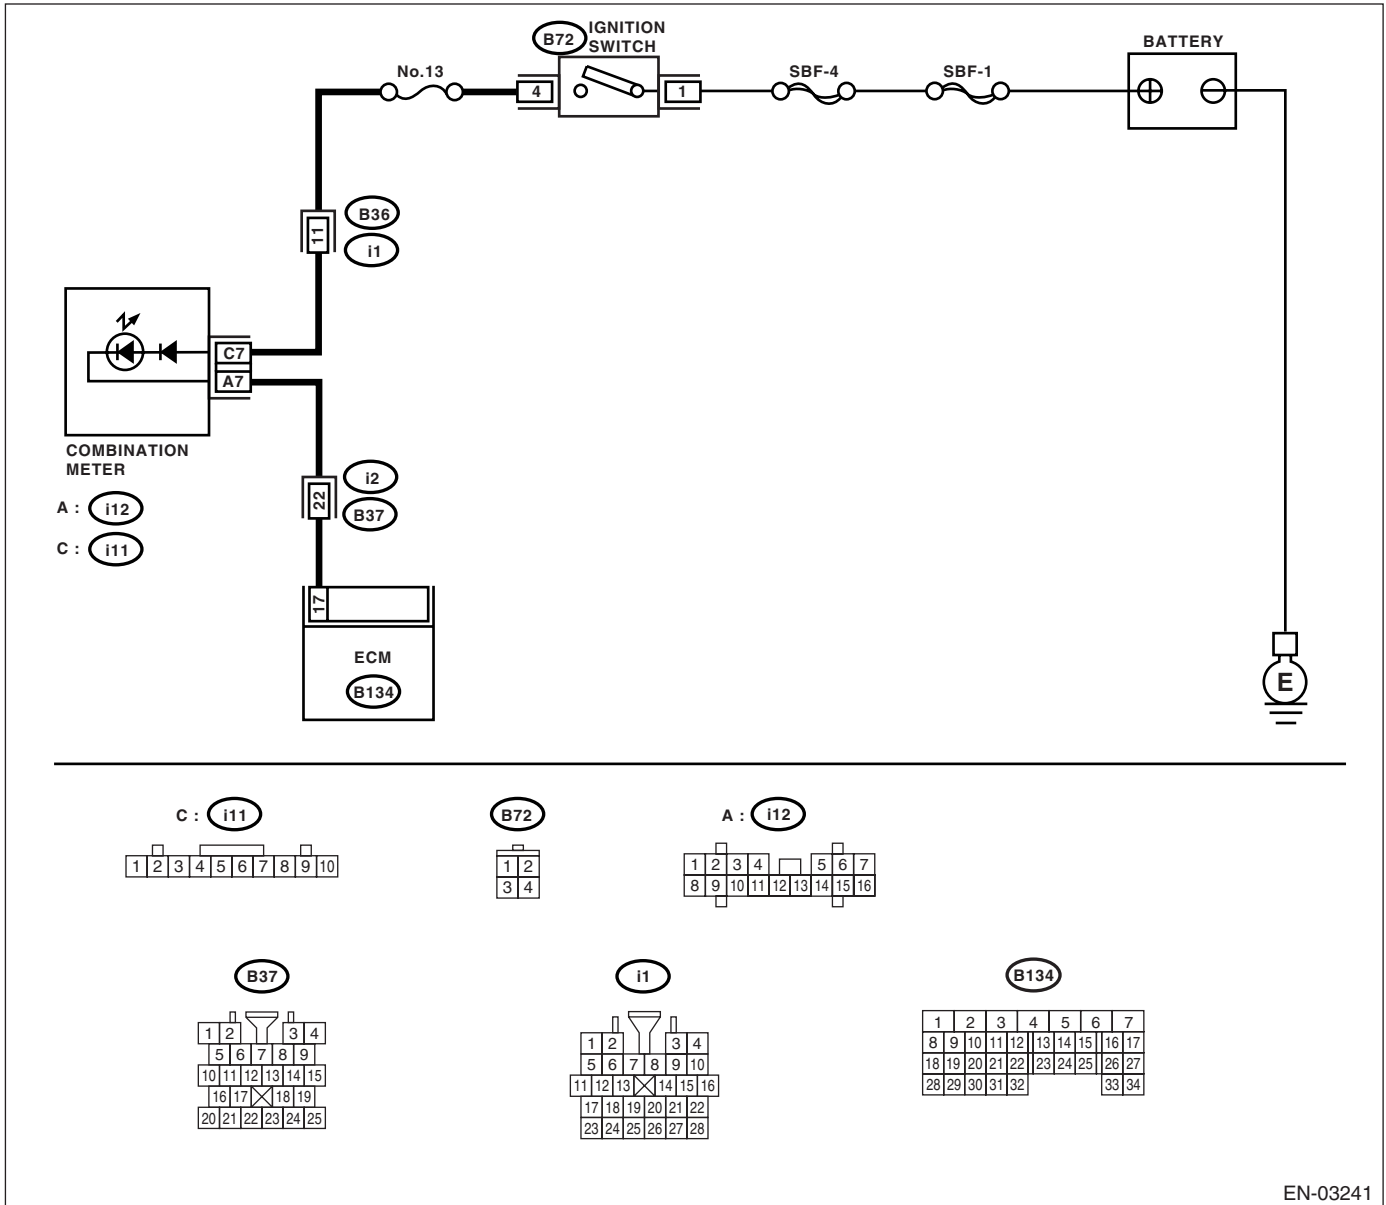 B72 IGNITION
SWITCH
BATTERY
No.13
4
1
SBF-4
SBF-1
11
B36
i1
C7
A7
COMBINATION
METER
A : i12
C : i11
22
i2
B37
17
ECM
B134
E
C : i11
1 2 3 4 5 6 7 8 9 10
B72
1 2
3 4
A : i12
1 2 3 4 5 6 7
8 9 10 11 12 13 14 15 16
B37
1 2 3 4
5 6 7 8 9
10 11 12 13 14 15
16 17 18 19
20 21 22 23 24 25
i1
1 2 3 4
5 6 7 8 9 10
11 12 13 14 15 16
17 18 19 20 21 22
23 24 25 26 27 28
B134
1 2 3 4 5 6 7
8 9 10 11 12 13 14 15 16 17
18 19 20 21 22 23 24 25 26 27
28 29 30 31 32 33 34
EN-03241